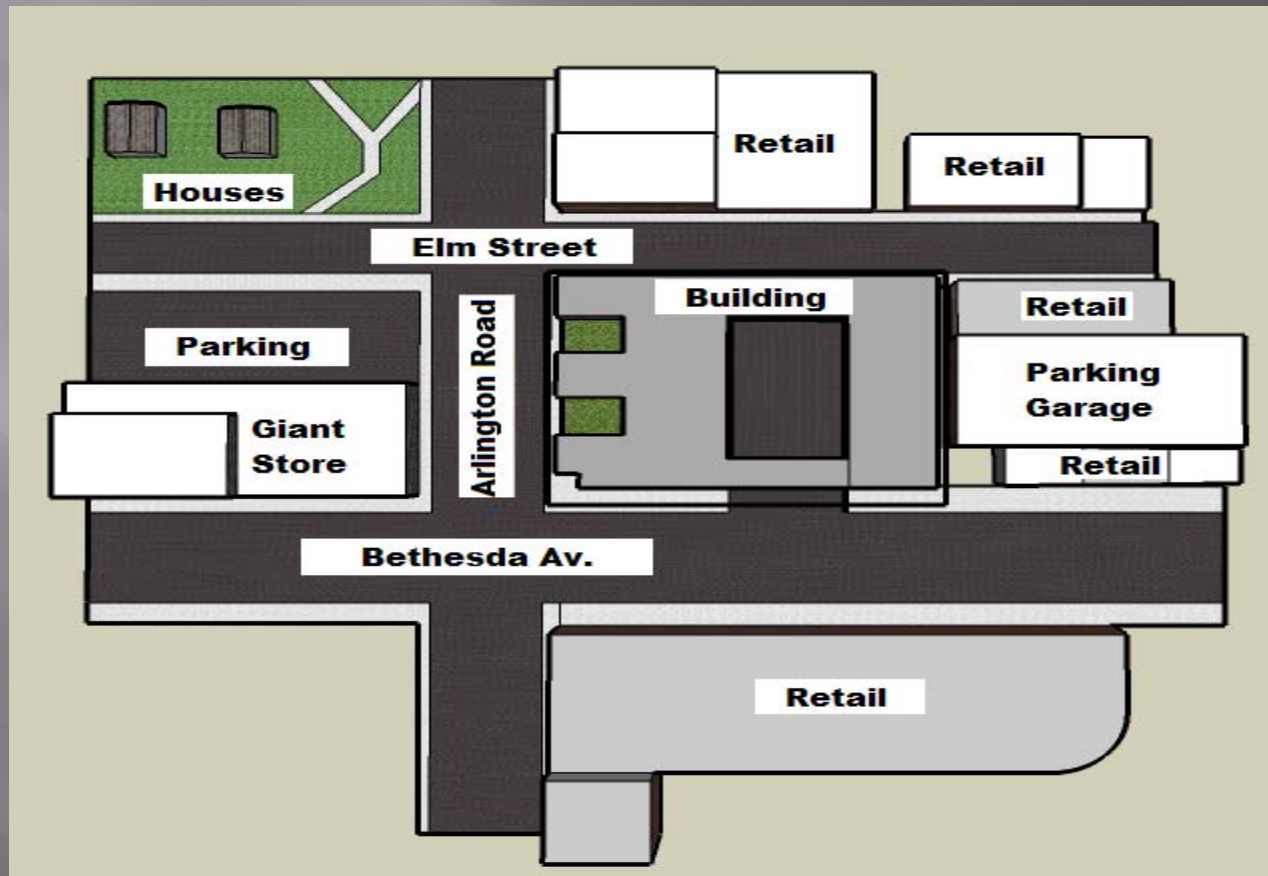 Retail
Retail
Houses
Elm Street
Building
Retail
Parking
Arlington Road
Parking
Garage
Giant
Store
Retail
Bethesda Av.
Retail